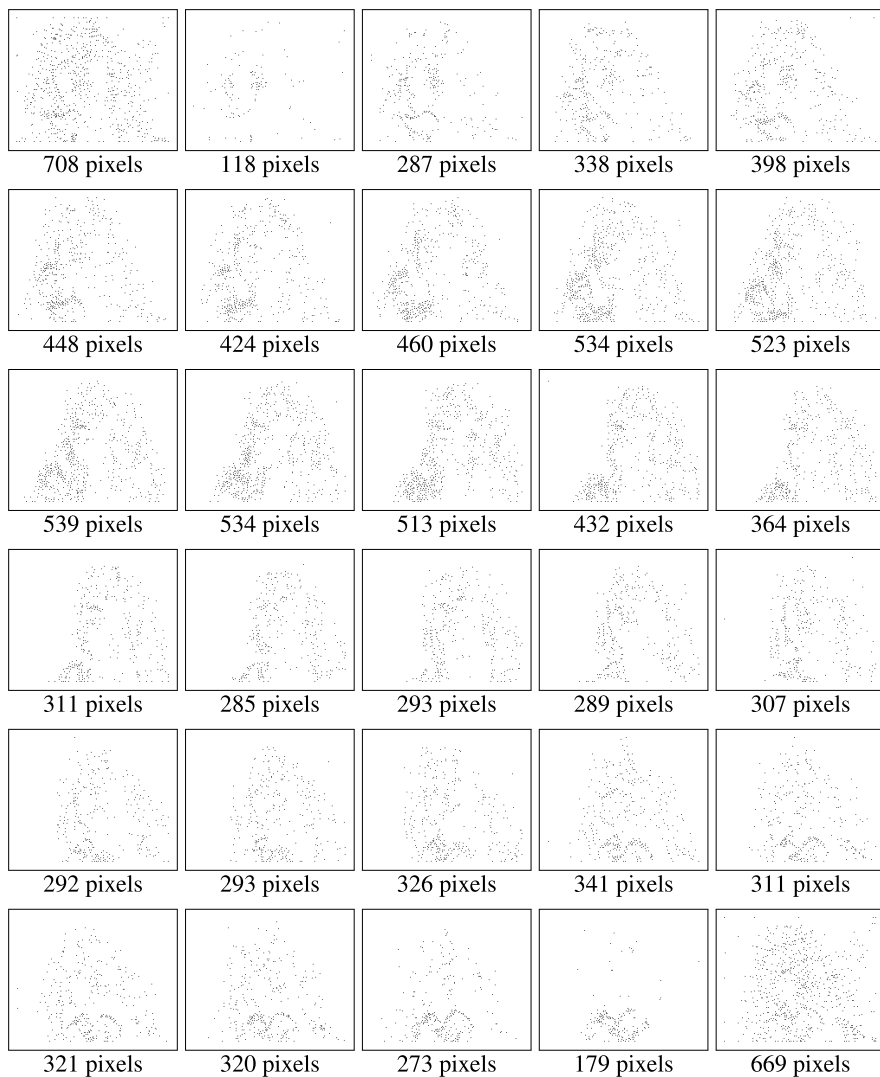 708 pixels 118 pixels 287 pixels 338 pixels 398 pixels
448 pixels 424 pixels 460 pixels 534 pixels 523 pixels
539 pixels 534 pixels 513 pixels 432 pixels 364 pixels
311 pixels 285 pixels 293 pixels 289 pixels 307 pixels
292 pixels 293 pixels 326 pixels 341 pixels 311 pixels
321 pixels 320 pixels 273 pixels 179 pixels 669 pixels